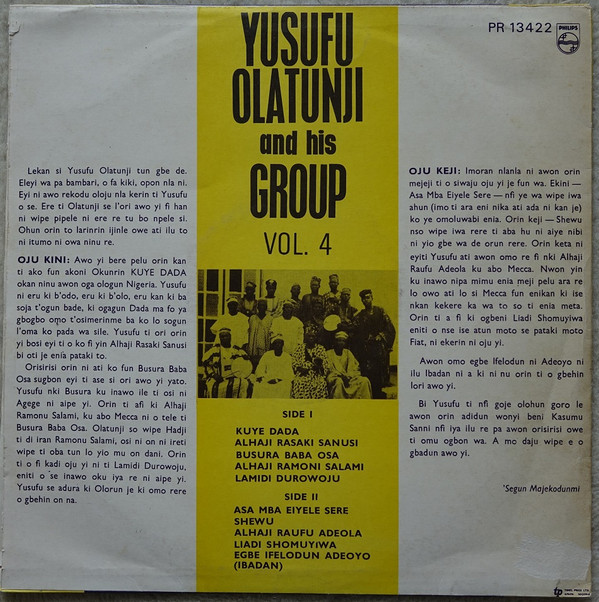 PR 13422
PHILIPS
YUSUFU
OLATUNJI
and his
GROUP
VOL. 4
Lekan si Yusufu Olatunji tun gbe de.
Eleyi wa pa bambari, o fa kiki, opon nla ni.
Eyi ni awo rekodu oloju nla kerin ti Yusufu
o se. Ere ti Olatunji se l'ori awo yi fi han
ni wipe pipele ni ere re tu bo npele si.
Ohun orin to larinrin ijinle owe ati ilu to
ni itumo ni owa ninu re.
OJU KINI: Awo yi bere pelu orin kan
ti ako fun akoni Okunrin KUYE DADA
okan ninu awon oga ologun Nigeria. Yusufu
ni eru ki b'odo, eru ki b'olo, eru kan ki ba
soja t'ogun bade, ki ogagun Dada ma fo ya
gbogbo ọmọ t'osimerinme ba ko lo sogun
l'oma ko pada wa sile. Yusufu ti ori orin
yi bosi eyi ti o ko fi yin Alhaji Rasaki Sanusi
bi oti je enia pataki to.
Orisirisi orin ni ati ko fun Busura Baba
Osa sugbon eyi ti ase si ori awo yi yato.
Yusufu nki Busura ku inawo ile ti osi ni
Agege ni aipe yi. Orin ti afi ki Alhaji
Ramonu Salami, ku abo Mecca ni o tele ti
Busura Baba Osa. Olatunji so wipe Hadji
ti di iran Ramonu Salami, osi ni on ni ireti
wipe ti oba tun lo yio mu on dani. Orin
ti o fi kadi oju yi ni ti Lamidi Durowoju,
eniti o se inawo oku iya re ni aipe yi.
Yusufu se adura ki Olorun je ki omo rere
o gbehin on na.
SIDE I
KUYE DADA
ALHAJI RASAKI SANUSI
BUSURA BABA OSA
ALHAJI RAMONI SALAMI
LAMIDI DUROWOJU
SIDE II
ASA MBA EIYELE SERE
SHEWU
ALHAJI RAUFU ADEOLA
LIADI SHOMUYIWA
EGBE IFELODUN ADEOYO
(IBADAN)
OJU KEJI: Imoran nlanla ni awon orin
mejeji ti o siwaju oju yi je fun wa. Ekini —
Asa Mba Eiyele Sere — nfi ye wa wipe iwa
ahun (imo ti ara eni nika ati ada ni kan je)
ko ye omoluwabi enia. Orin keji — Shewu
nso wipe iwa rere ti aba hu ni aiye nibi
ni yio gbe wa de orun rere. Orin keta ni
eyiti Yusufu ati awon omo re fi nki Alhaji
Raufu Adeola ku abo Mecca. Nwon yin
ku inawo nipa mimu enia meji pelu ara re
lo owo ati lo si Mecca fun enikan ki ise
nkan kekere ka wa to so ti enia meta.
Orin ti a fi ki ogbeni Liadi Shomuyiwa
eniti o nse ise atun moto se pataki moto
Fiat, ni ekerin ni oju yi.
Awon omo egbe Ifelodun ni Adeoyo ni
ilu Ibadan ni a ki ni nu orin ti o gbehin
lori awo yi.
Bi Yusufu ti nfi goje olohun goro le
awon orin adidun wonyi beni Kasumu
Sanni nfi iya ilu re pa awon orisirisi owe
ti omu ogbon wa. A mo daju wipe e o
gbadun awo yi.
'Segun Majekodunmi
tp